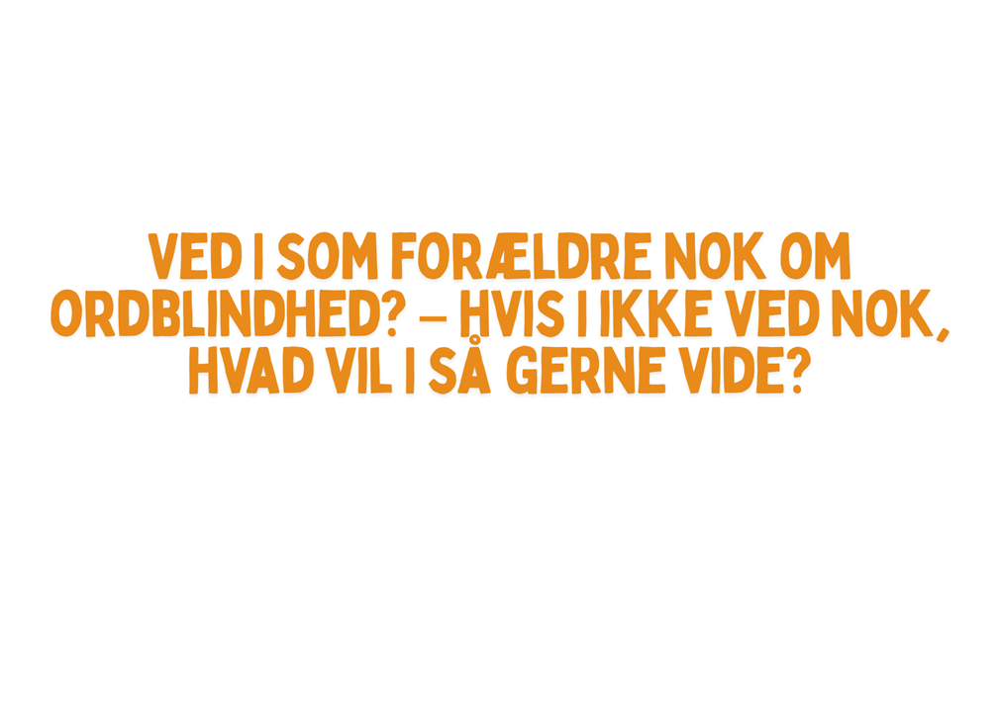 VED I SOM FORÆLDRE NOK OM
ORDBLINDHED? – HVIS I IKKE VED NOK,
HVAD VIL I SÅ GERNE VIDE?